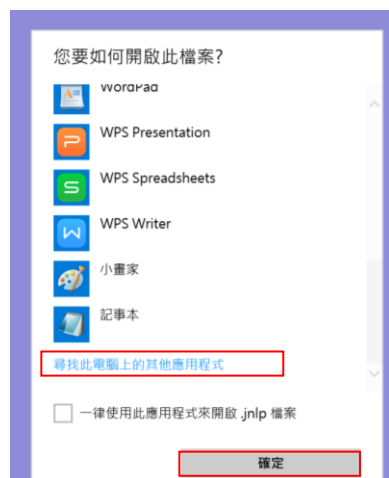 您要如何開啟此檔案?
WordPad
WPS Presentation
WPS Spreadsheets
WPS Writer
小畫家
記事本
尋找此電腦上的其他應用程式
一律使用此應用程式來開啟 .jnlp 檔案
確定